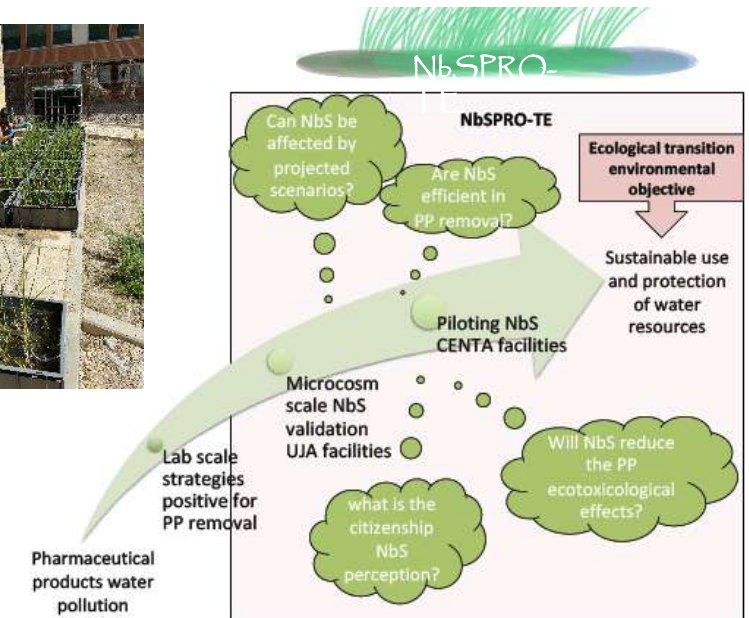 NbSPRO-
TE
NbSPRO-TE
Can NbS be
affected by
projected
scenarios?
Are NbS
efficient in
PP removal?
Ecological transition
environmental
objective
Sustainable use
and protection
of water
resources
Piloting NbS
CENTA facilities
Microcosm
scale NbS
validation
UJA facilities
Lab scale
strategies
positive for
PP removal
Pharmaceutical
products water
pollution
what is the
citizenship
NbS
perception?
Will NbS reduce
the PP
ecotoxicological
effects?